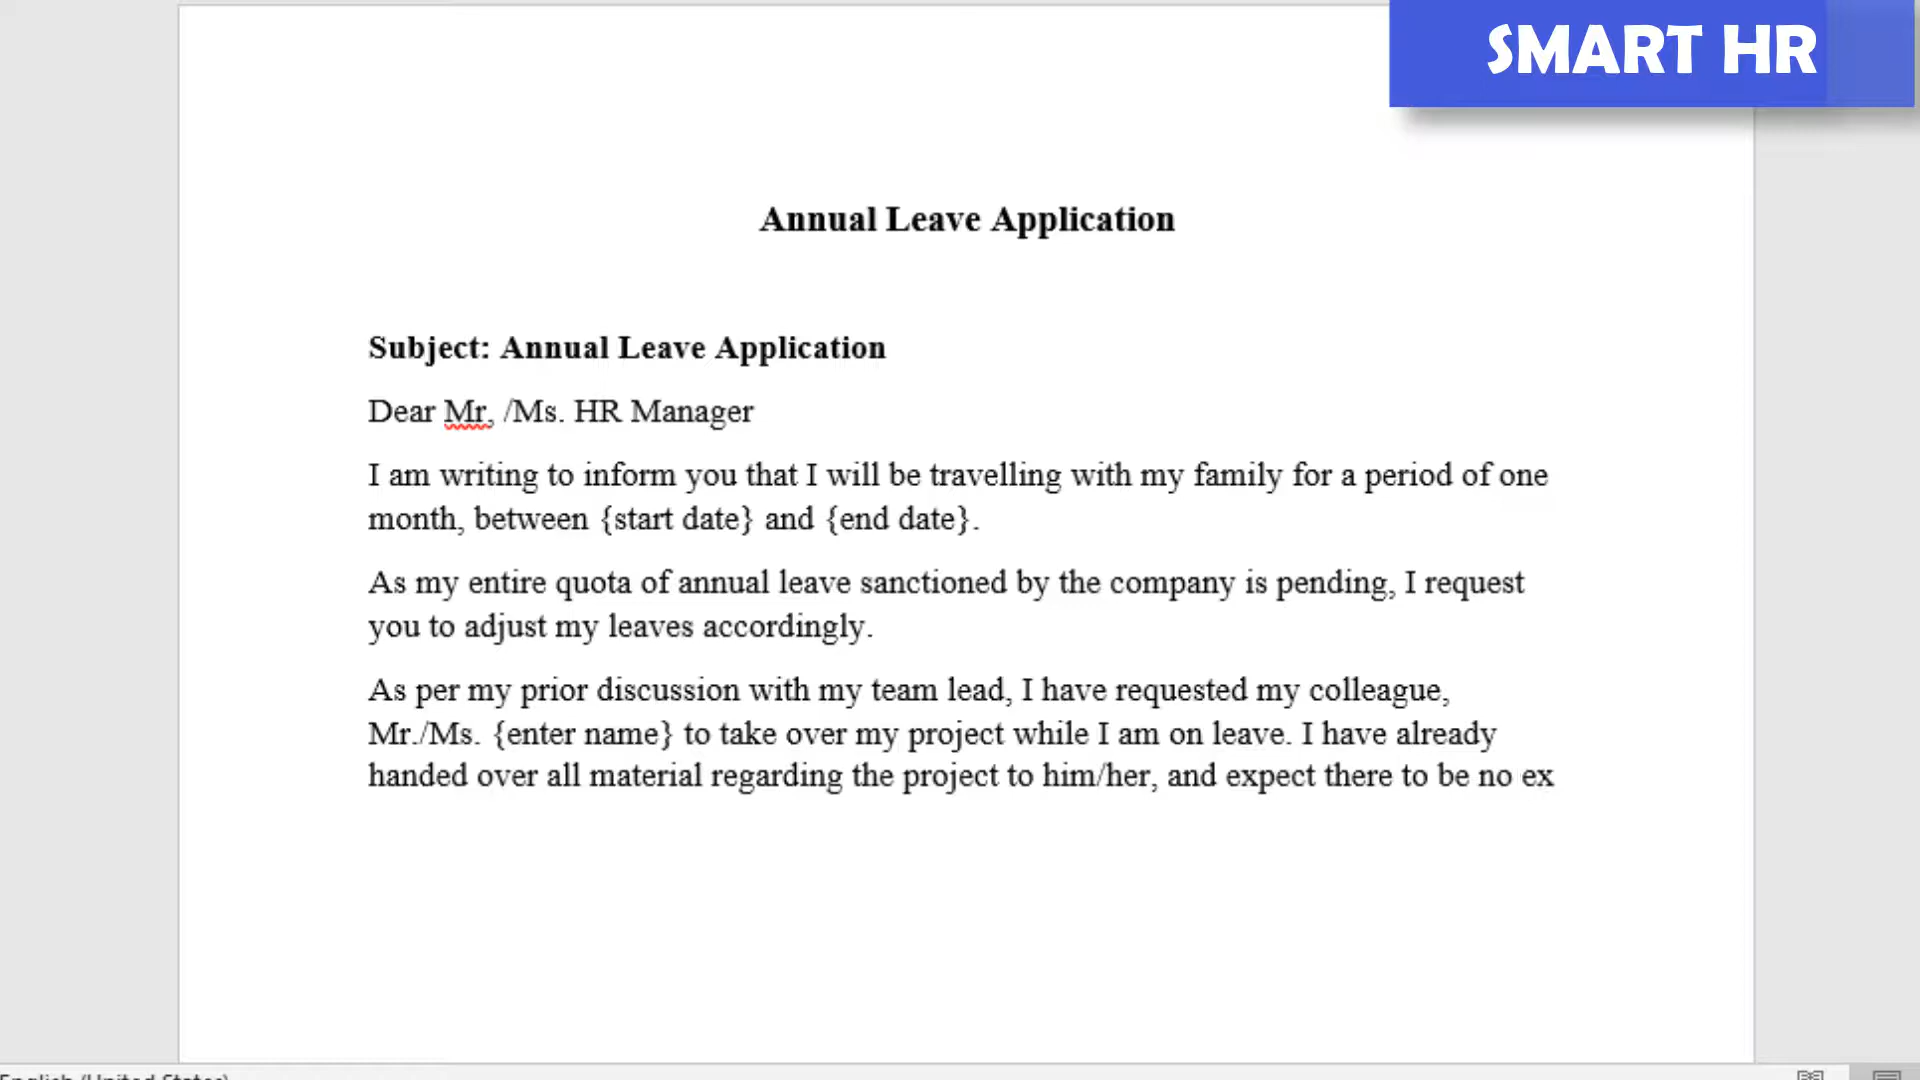 SMART HR
Annual Leave Application
Subject: Annual Leave Application
Dear Mr, /Ms. HR Manager
I am writing to inform you that I will be travelling with my family for a period of one
month, between {start date} and {end date}.
As my entire quota of annual leave sanctioned by the company is pending, I request
you to adjust my leaves accordingly.
As per my prior discussion with my team lead, I have requested my colleague,
Mr./Ms. {enter name} to take over my project while I am on leave. I have already
handed over all material regarding the project to him/her, and expect there to be no ex
English (United States)